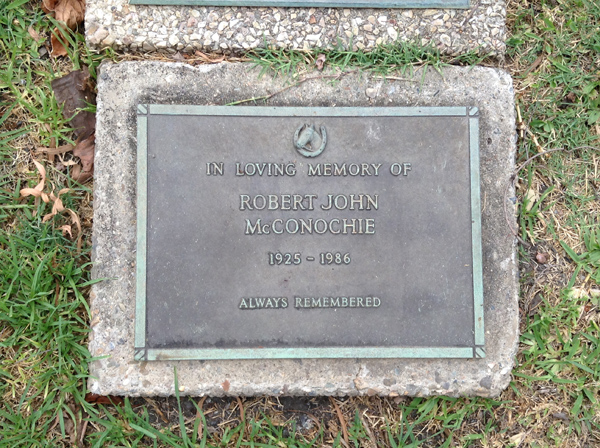 IN LOVING MEMORY OF
ROBERT JOHN
McCONOCHIE
1925 - 1986
ALWAYS REMEMBERED